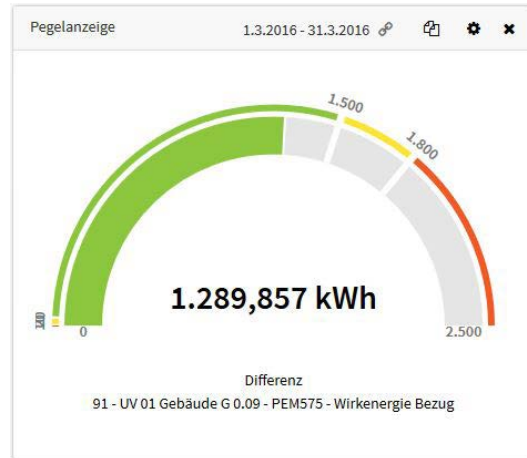 Pegelanzeige
1.3.2016 - 31.3.2016
1.500
1.800
1.289,857 kWh
0
2.500
Differenz
91 - UV 01 Gebäude G 0.09 - PEM575 - Wirkenergie Bezug